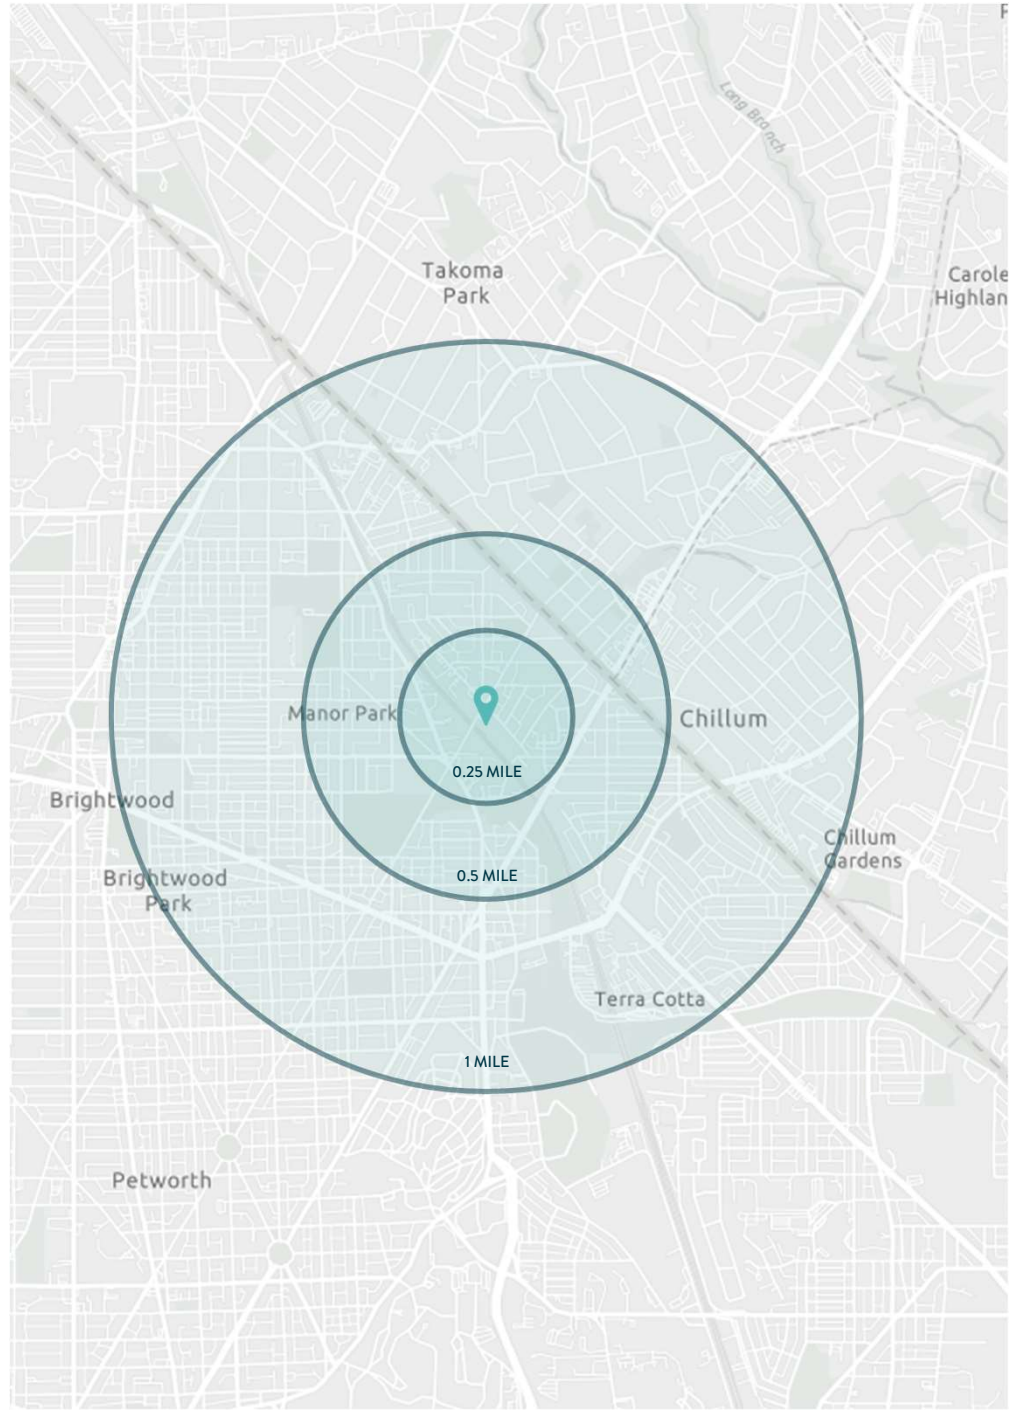 Long Branch
Takoma
Park
Carole
Highlan
Manor Park
Chillum
0.25 MILE
Brightwood
Chillum
Gardens
0.5 MILE
Brightwood
Park
Terra Cotta
1 MILE
Petworth